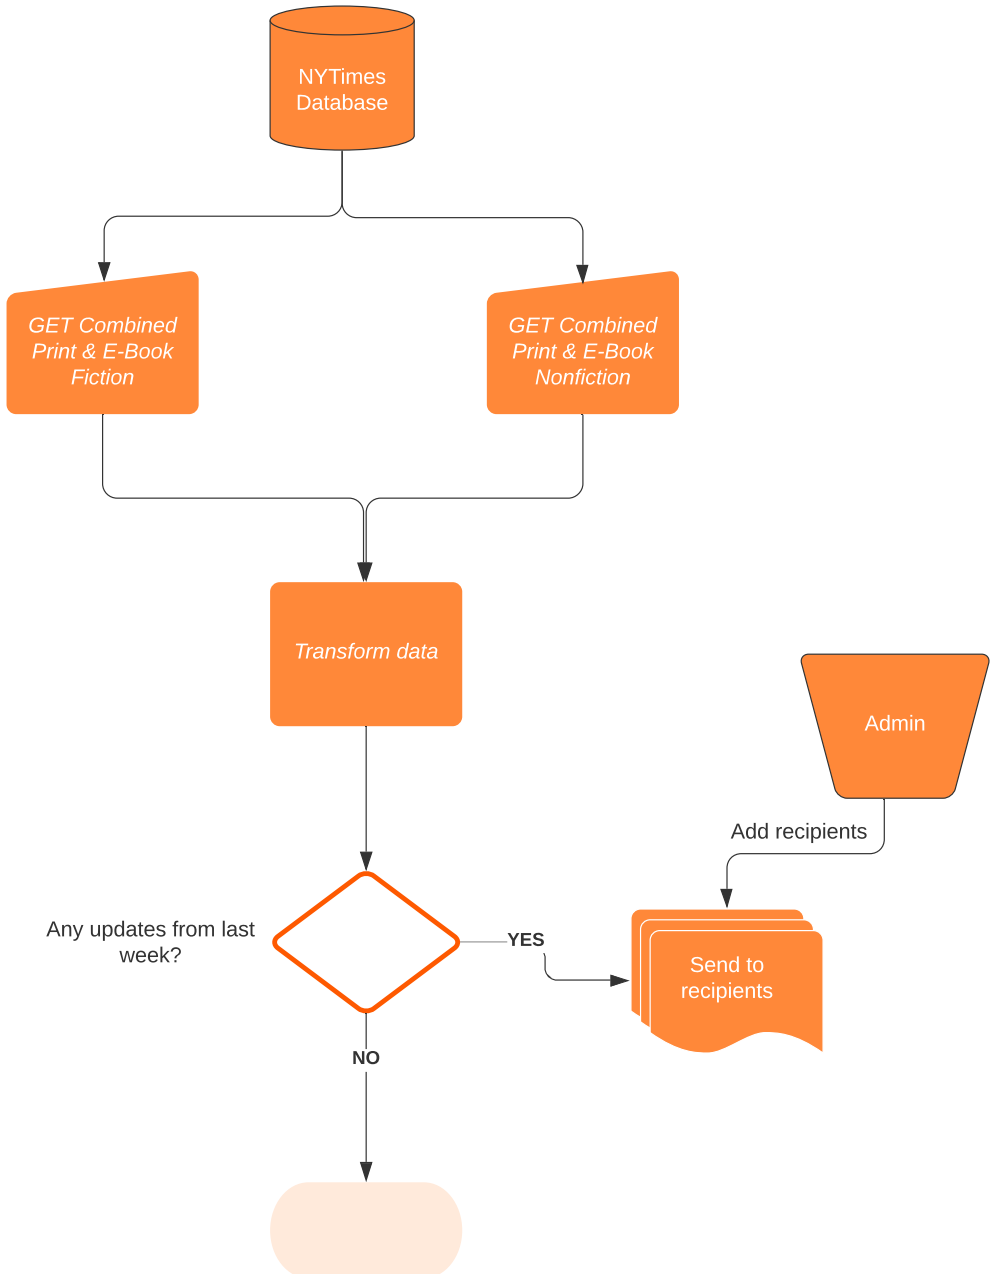 NYTimes
Database
GET Combined
Print & E-Book
Fiction
GET Combined
Print & E-Book
Nonfiction
Transform data
Admin
Add recipients
Any updates from last
week?
YES
Send to
recipients
NO